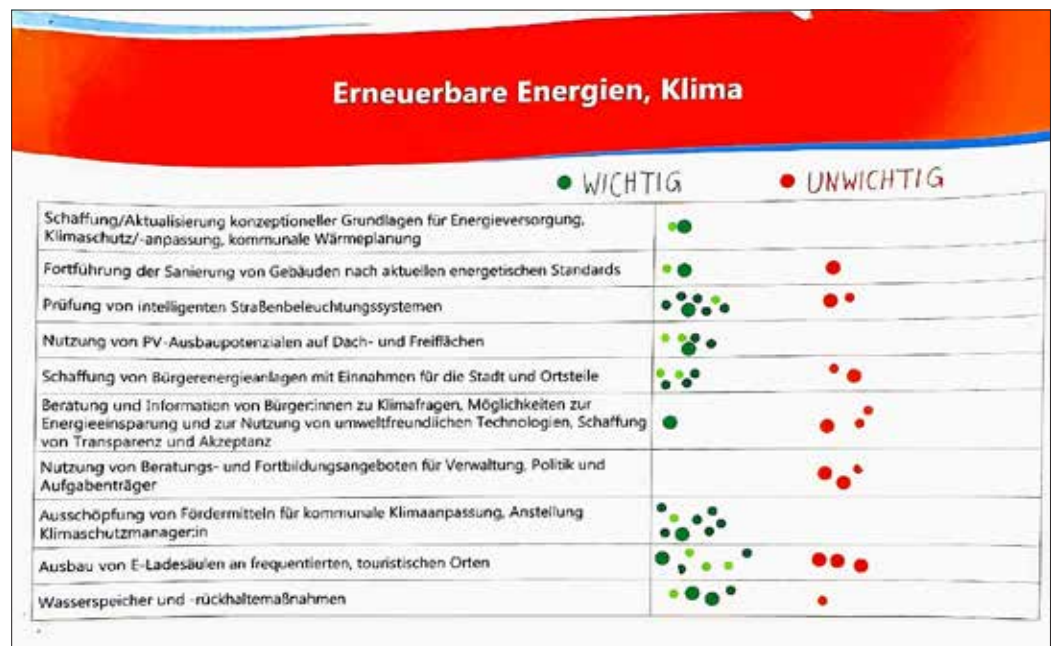 Erneuerbare Energien, Klima
WICHTIG
UNWICHTIG
Schaffung/Aktualisierung konzeptioneller Grundlagen für Energieversorgung,
Klimaschutz/-anpassung, kommunale Wärmeplanung
Fortführung der Sanierung von Gebäuden nach aktuellen energetischen Standards
Prüfung von intelligenten Straßenbeleuchtungssystemen
Nutzung von PV-Ausbaupotenzialen auf Dach- und Freiflächen
Schaffung von Bürgerenergieanlagen mit Einnahmen für die Stadt und Ortsteile
Beratung und Information von Bürger:innen zu Klimafragen, Möglichkeiten zur
Energieeinsparung und zur Nutzung von umweltfreundlichen Technologien, Schaffung
von Transparenz und Akzeptanz
Nutzung von Beratungs- und Fortbildungsangeboten für Verwaltung, Politik und
Aufgabenträger
Ausschöpfung von Fördermitteln für kommunale Klimaanpassung, Anstellung
Klimaschutzmanager:in
Ausbau von E-Ladesäulen an frequentierten, touristischen Orten
Wasserspeicher und -rückhaltemaßnahmen